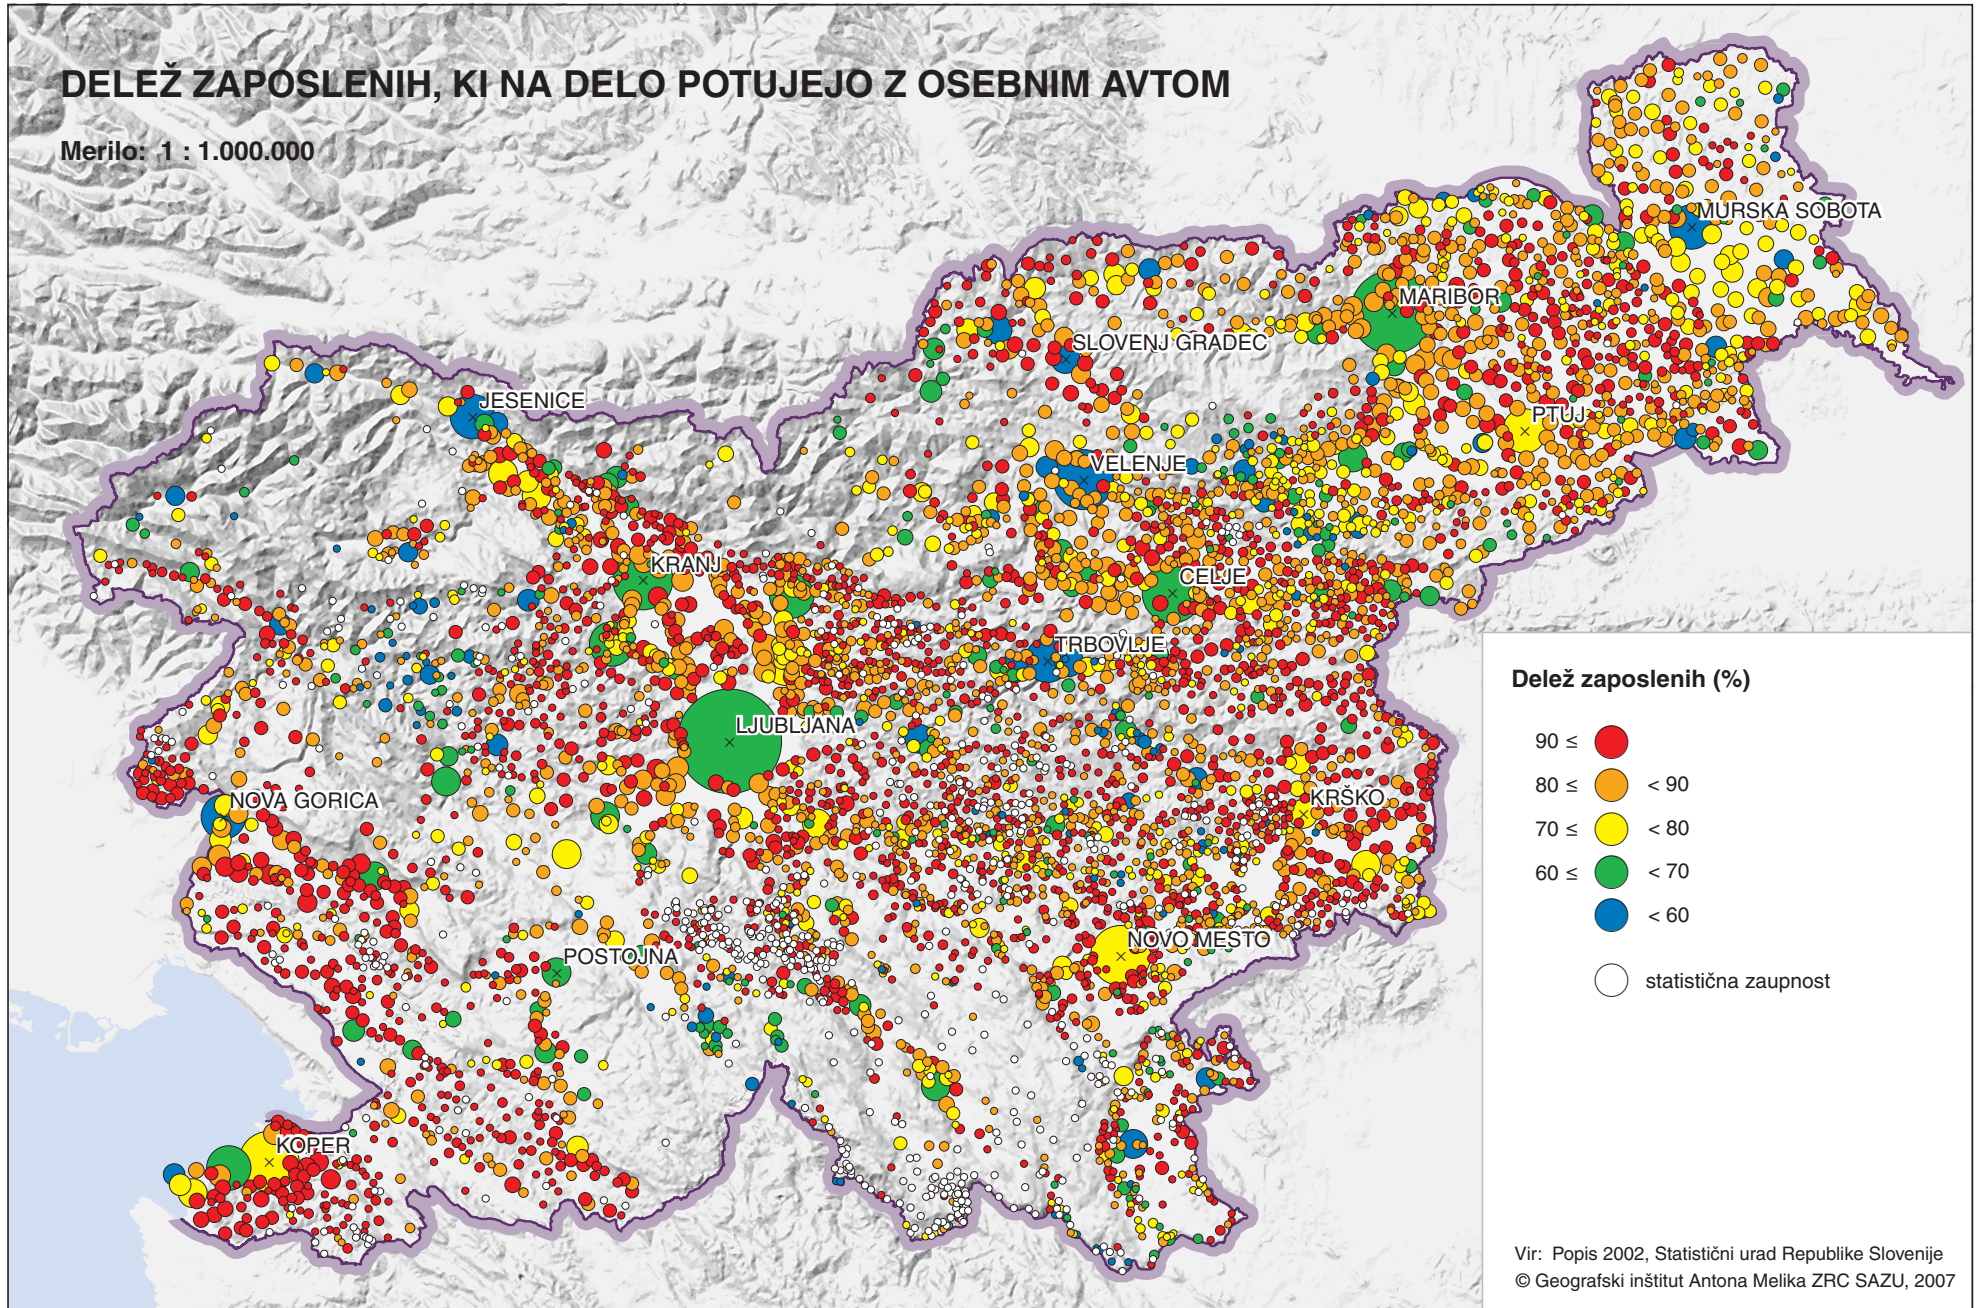 DELEŽ ZAPOSLENIH, KI NA DELO POTUJEJO Z OSEBNIM AVTOM
Merilo: 1 : 1.000.000
MURSKA SOBOTA
MARIBOR
SLOVENJ GRADEC
JESENICE
PTUJ
VELENJE
KRANJ
CELJE
TRBOVLJE
LJUBLJANA
NOVA GORICA
KRŠKO
NOVO MESTO
POSTOJNA
KOPER
Delež zaposlenih (%)
90 ≤
80 ≤ < 90
70 ≤ < 80
60 ≤ < 70
< 60
statistična zaupnost
Vir: Popis 2002, Statistični urad Republike Slovenije
© Geografski inštitut Antona Melika ZRC SAZU, 2007